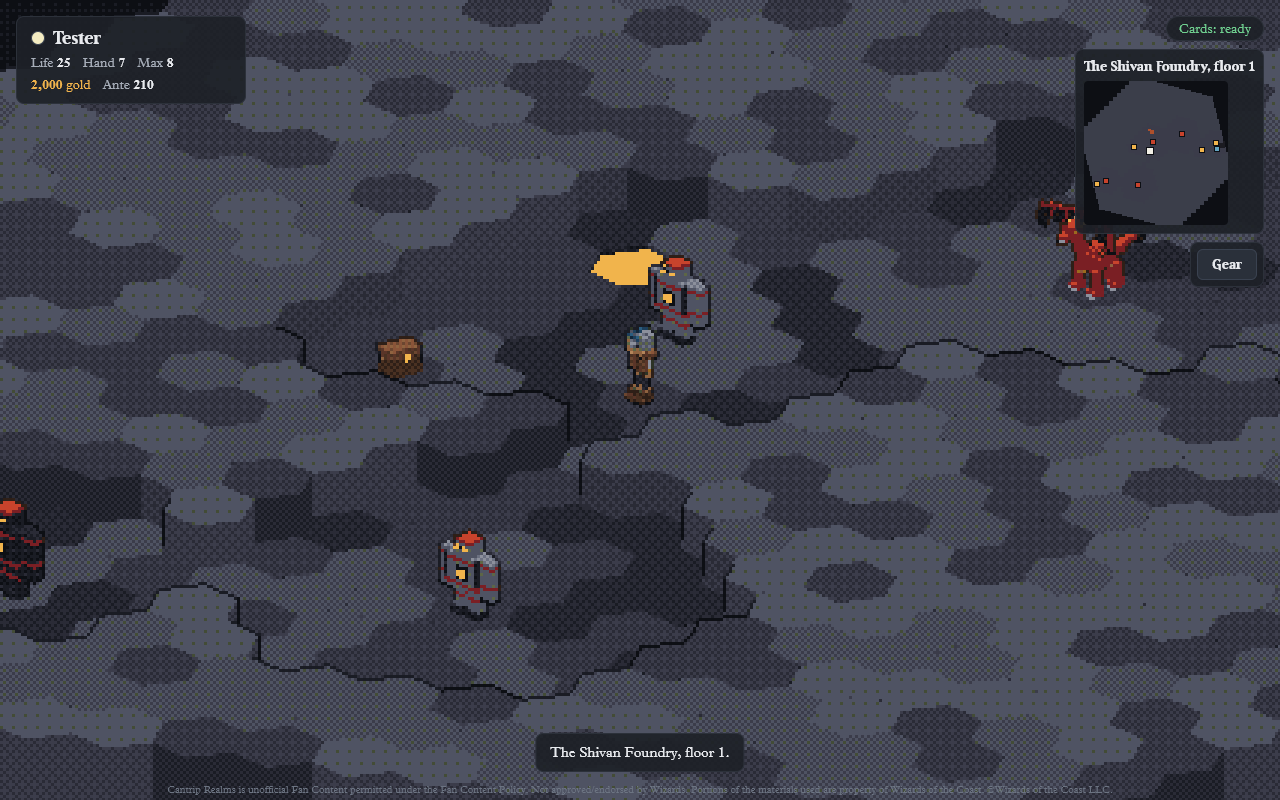 Tester
Life 25 Hand 7 Max 8
2,000 gold Ante 210
Cards: ready
The Shivan Foundry, floor 1
Gear
The Shivan Foundry, floor 1.
Cantrip Realms is unofficial Fan Content permitted under the Fan Content Policy. Not approved/endorsed by Wizards. Portions of the materials used are property of Wizards of the Coast. ©Wizards of the Coast LLC.